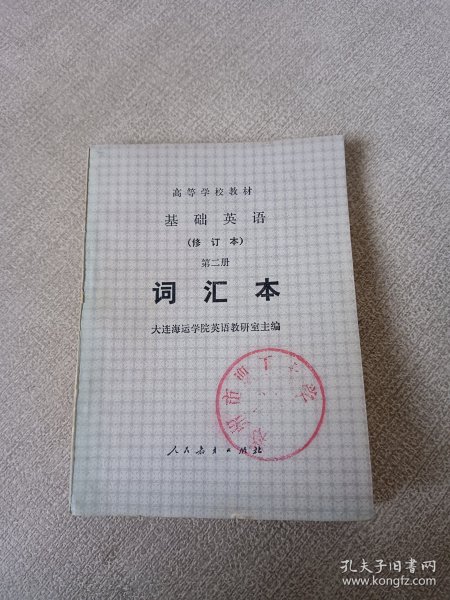 高等学校教材
基础英语
(修订本)
第二册
词汇本
大连海运学院英语教研室主编
人民教育出版社
孔夫子旧书网
www.kongfz.com